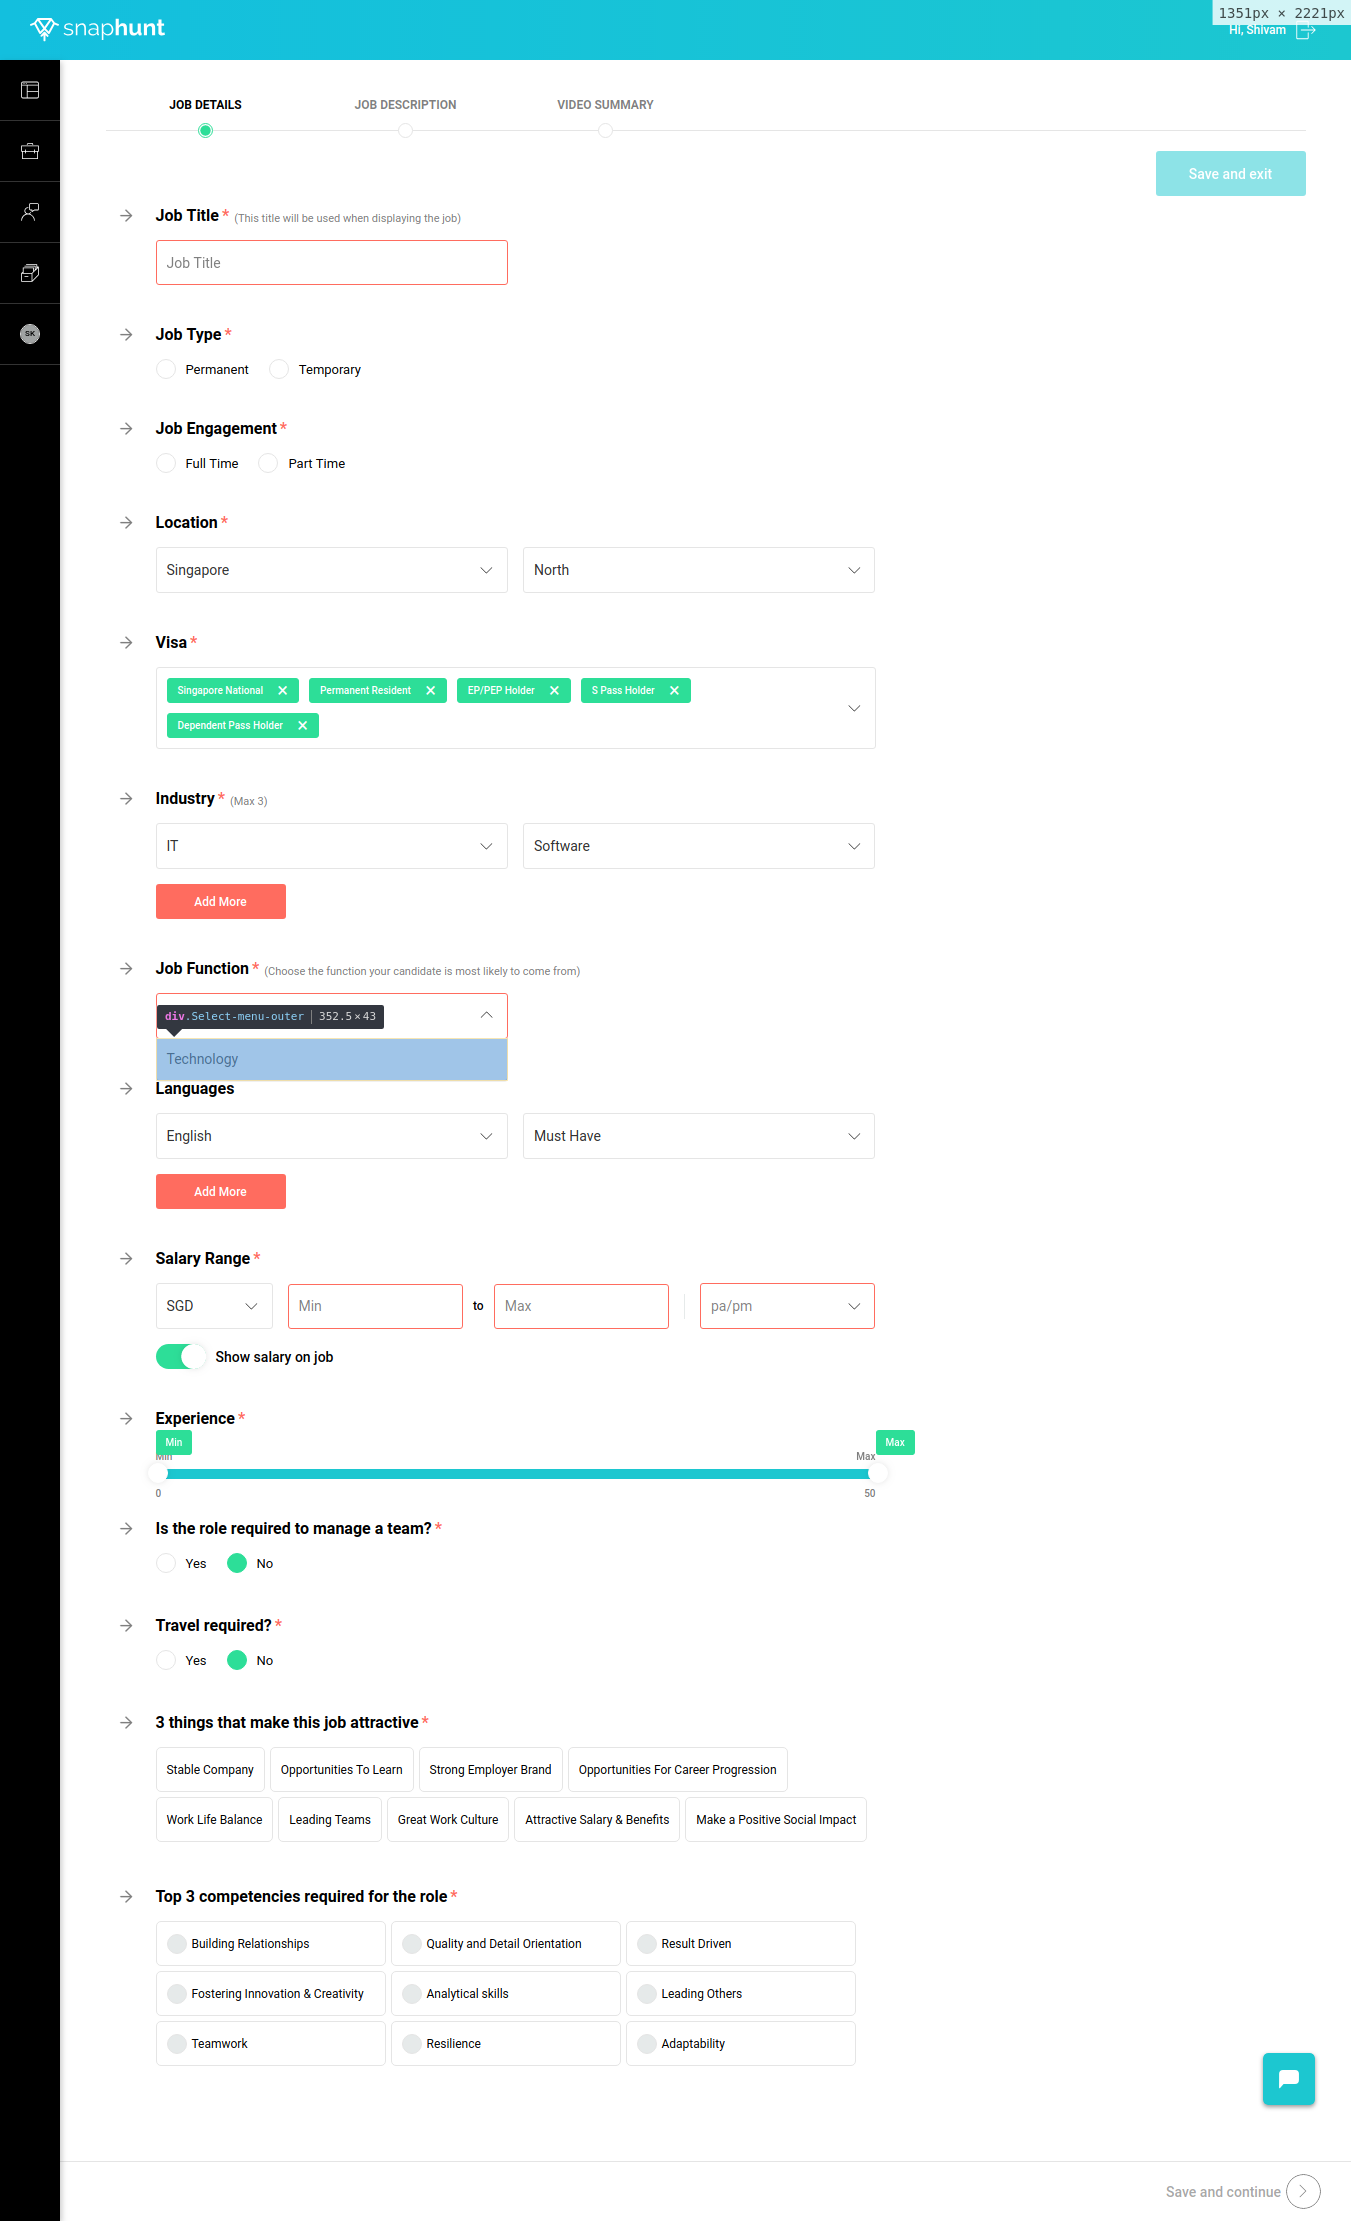 snaphunt
1351px × 2221px
Hi, Shivam
JOB DETAILS
JOB DESCRIPTION
VIDEO SUMMARY
Save and exit
Job Title * (This title will be used when displaying the job)
Job Title
Job Type *
Permanent
Temporary
Job Engagement *
Full Time
Part Time
Location *
Singapore
North
SK
Visa *
Singapore National
Permanent Resident
EP/PEP Holder
S Pass Holder
Dependent Pass Holder
Industry * (Max 3)
IT
Software
Add More
Job Function * (Choose the function your candidate is most likely to come from)
div.Select-menu-outer | 352.5×43
Technology
Languages
English
Must Have
Add More
Salary Range *
SGD
Min
to
Max
pa/pm
Show salary on job
Experience *
Min
Max
Min
Max
0
50
Is the role required to manage a team? *
Yes
No
Travel required? *
Yes
No
3 things that make this job attractive *
Stable Company
Opportunities To Learn
Strong Employer Brand
Opportunities For Career Progression
Work Life Balance
Leading Teams
Great Work Culture
Attractive Salary & Benefits
Make a Positive Social Impact
Top 3 competencies required for the role *
Building Relationships
Quality and Detail Orientation
Result Driven
Fostering Innovation & Creativity
Analytical skills
Leading Others
Teamwork
Resilience
Adaptability
Save and continue